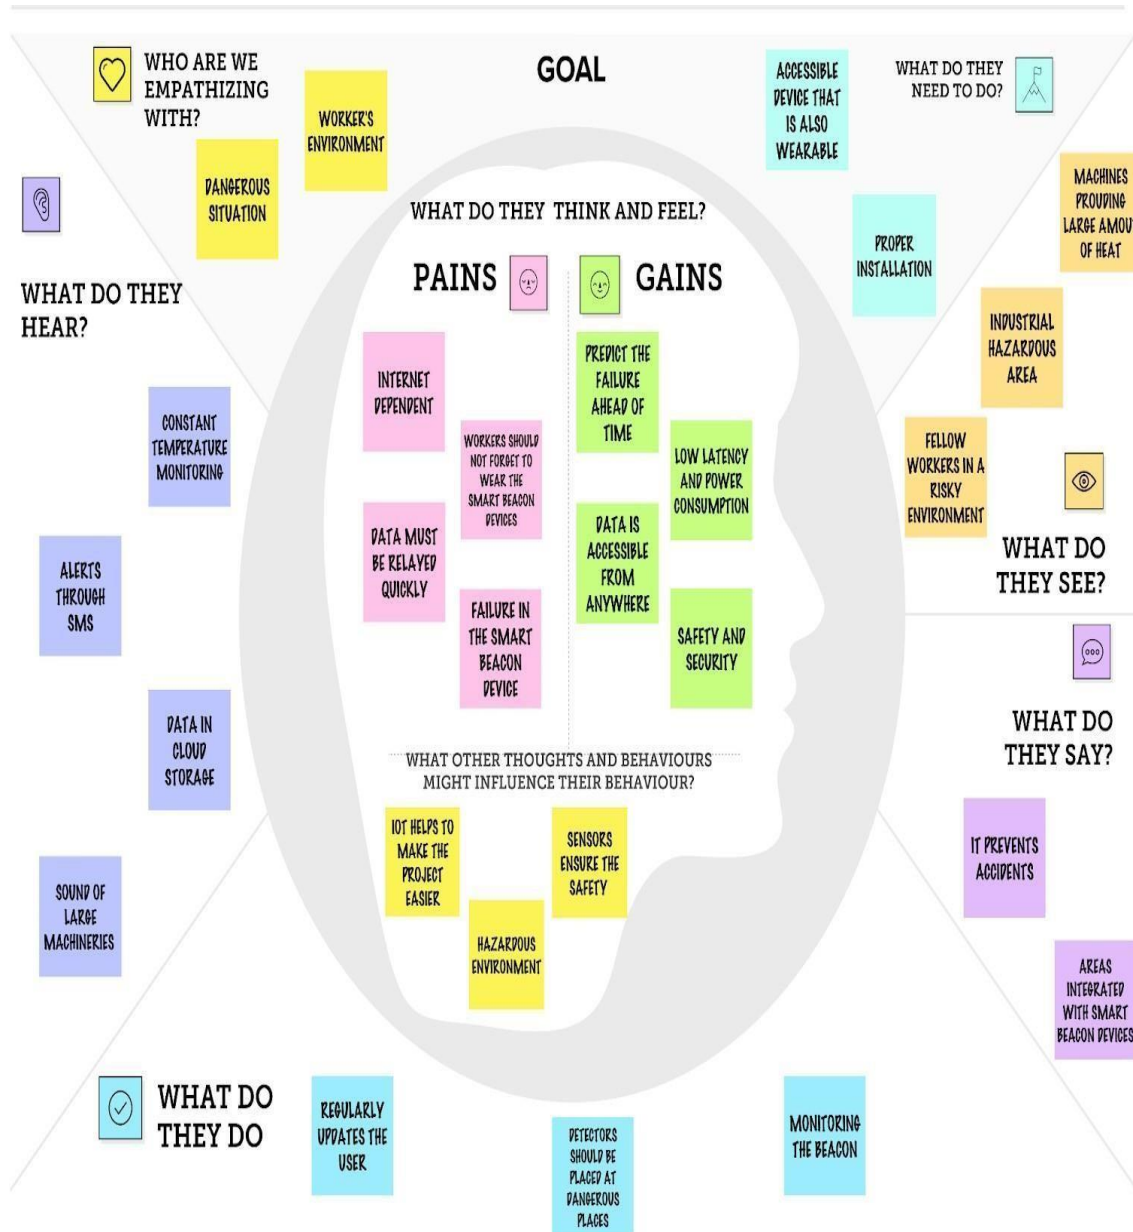 WHO ARE WE
EMPATHIZING
WITH?
WORKER'S
ENVIRONMENT
DANGEROUS
SITUATION
GOAL
ACCESSIBLE
DEVICE THAT
IS ALSO
WEARABLE
WHAT DO THEY
NEED TO DO?
PROPER
INSTALLATION
MACHINES
PROUDING
LARGE AMOU
OF HEAT
INDUSTRIAL
HAZARDOUS
AREA
FELLOW
WORKERS IN A
RISKY
ENVIRONMENT
WHAT DO
THEY SEE?
WHAT DO THEY
HEAR?
CONSTANT
TEMPERATURE
MONITORING
ALERTS
THROUGH
SMS
DATA IN
CLOUD
STORAGE
SOUND OF
LARGE
MACHINERIES
WHAT DO THEY THINK AND FEEL?
PAINS
INTERNET
DEPENDENT
WORKERS SHOULD
NOT FORGET TO
WEAR THE
SMART BEACON
DEVICES
DATA MUST
BE RELAYED
QUICKLY
FAILURE IN
THE SMART
BEACON
DEVICE
GAINS
PREDICT THE
FAILURE
AHEAD OF
TIME
LOW LATENCY
AND POWER
CONSUMPTION
DATA IS
ACCESSIBLE
FROM
ANYWHERE
SAFETY AND
SECURITY
WHAT OTHER THOUGHTS AND BEHAVIOURS
MIGHT INFLUENCE THEIR BEHAVIOUR?
IOT HELPS TO
MAKE THE
PROJECT
EASIER
SENSORS
ENSURE THE
SAFETY
HAZARDOUS
ENVIRONMENT
WHAT DO
THEY SAY?
IT PREVENTS
ACCIDENTS
AREAS
INTEGRATED
WITH SMART
BEACON DEVICES
WHAT DO
THEY DO
REGULARLY
UPDATES THE
USER
DETECTORS
SHOULD BE
PLACED AT
DANGEROUS
PLACES
MONITORING
THE BEACON